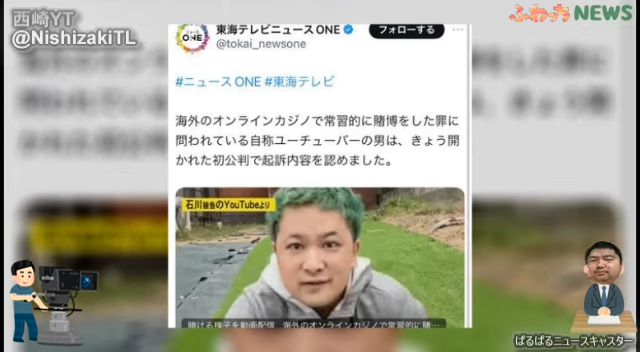 西崎YT
@NishizakiTL
ふわっち NEWS
ONE
東海テレビニュースONE
@tokai_newsone
フォローする
#ニュースONE #東海テレビ
海外のオンラインカジノで常習的に賭博をした罪に
問われている自称ユーチューバーの男は、きょう開
かれた初公判で起訴内容を認めました。
石川被告のYouTubeより
賭ける様子を動画配信 海外のオンラインカジノで常習的に賭…
ぱるぱるニュースキャスター